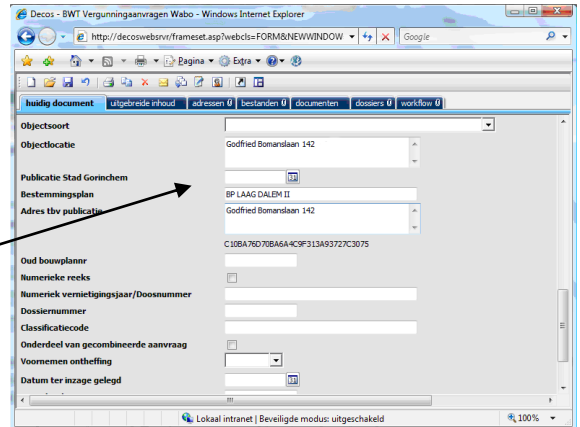 Decos - BWT Vergunningaanvragen Wabo - Windows Internet Explorer
http://decoswebsrvr/frameset.asp?webcls=FORM&NEWWINDOW
Google
Pagina Extra
huidig document uitgebreide inhoud adressen 0 bestanden 0 documenten dossiers 0 workflow 0
Objectsoort
Objectlocatie Godfried Bomanslaan 142
Publicatie Stad Gorinchem 31
Bestemmingsplan BP LAAG DALEM II
Adres tbv publicatie Godfried Bomanslaan 142
C10BA76D70BA6A4C9F313A93727C3075
Oud bouwplannr
Numerieke reeks
Numeriek vernietigingsjaar/Doosnummer
Dossiernummer
Classificatiecode
Onderdeel van gecombineerde aanvraag
Voornemen ontheffing
Datum ter inzage gelegd 31
Lokaal intranet | Beveiligde modus: uitgeschakeld 100%